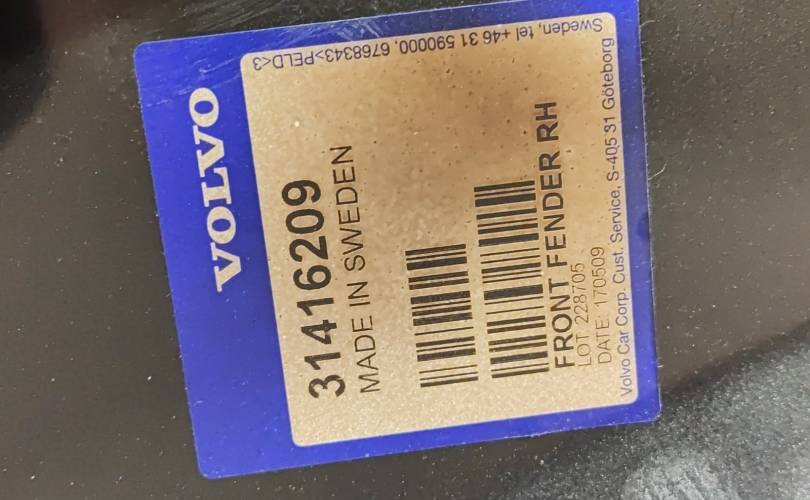 VOLVO
31416209
MADE IN SWEDEN
FRONT FENDER RH
LOT 228705
DATE 170509
Volvo Car Corp. Cust. Service, S-405 31 Göteborg
Sweden, tel +46 31 590000, 6768343>PELD<3